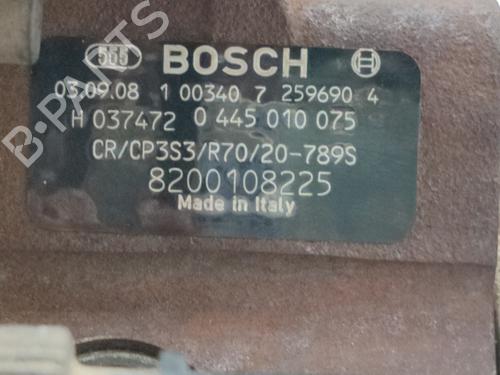 565 BOSCH
03.09.08 1 00340 7 259690 4
H 037472 0 445 010 075
CR/CP3S3/R70/20-789S
8200108225
Made in Italy
B-PARTS